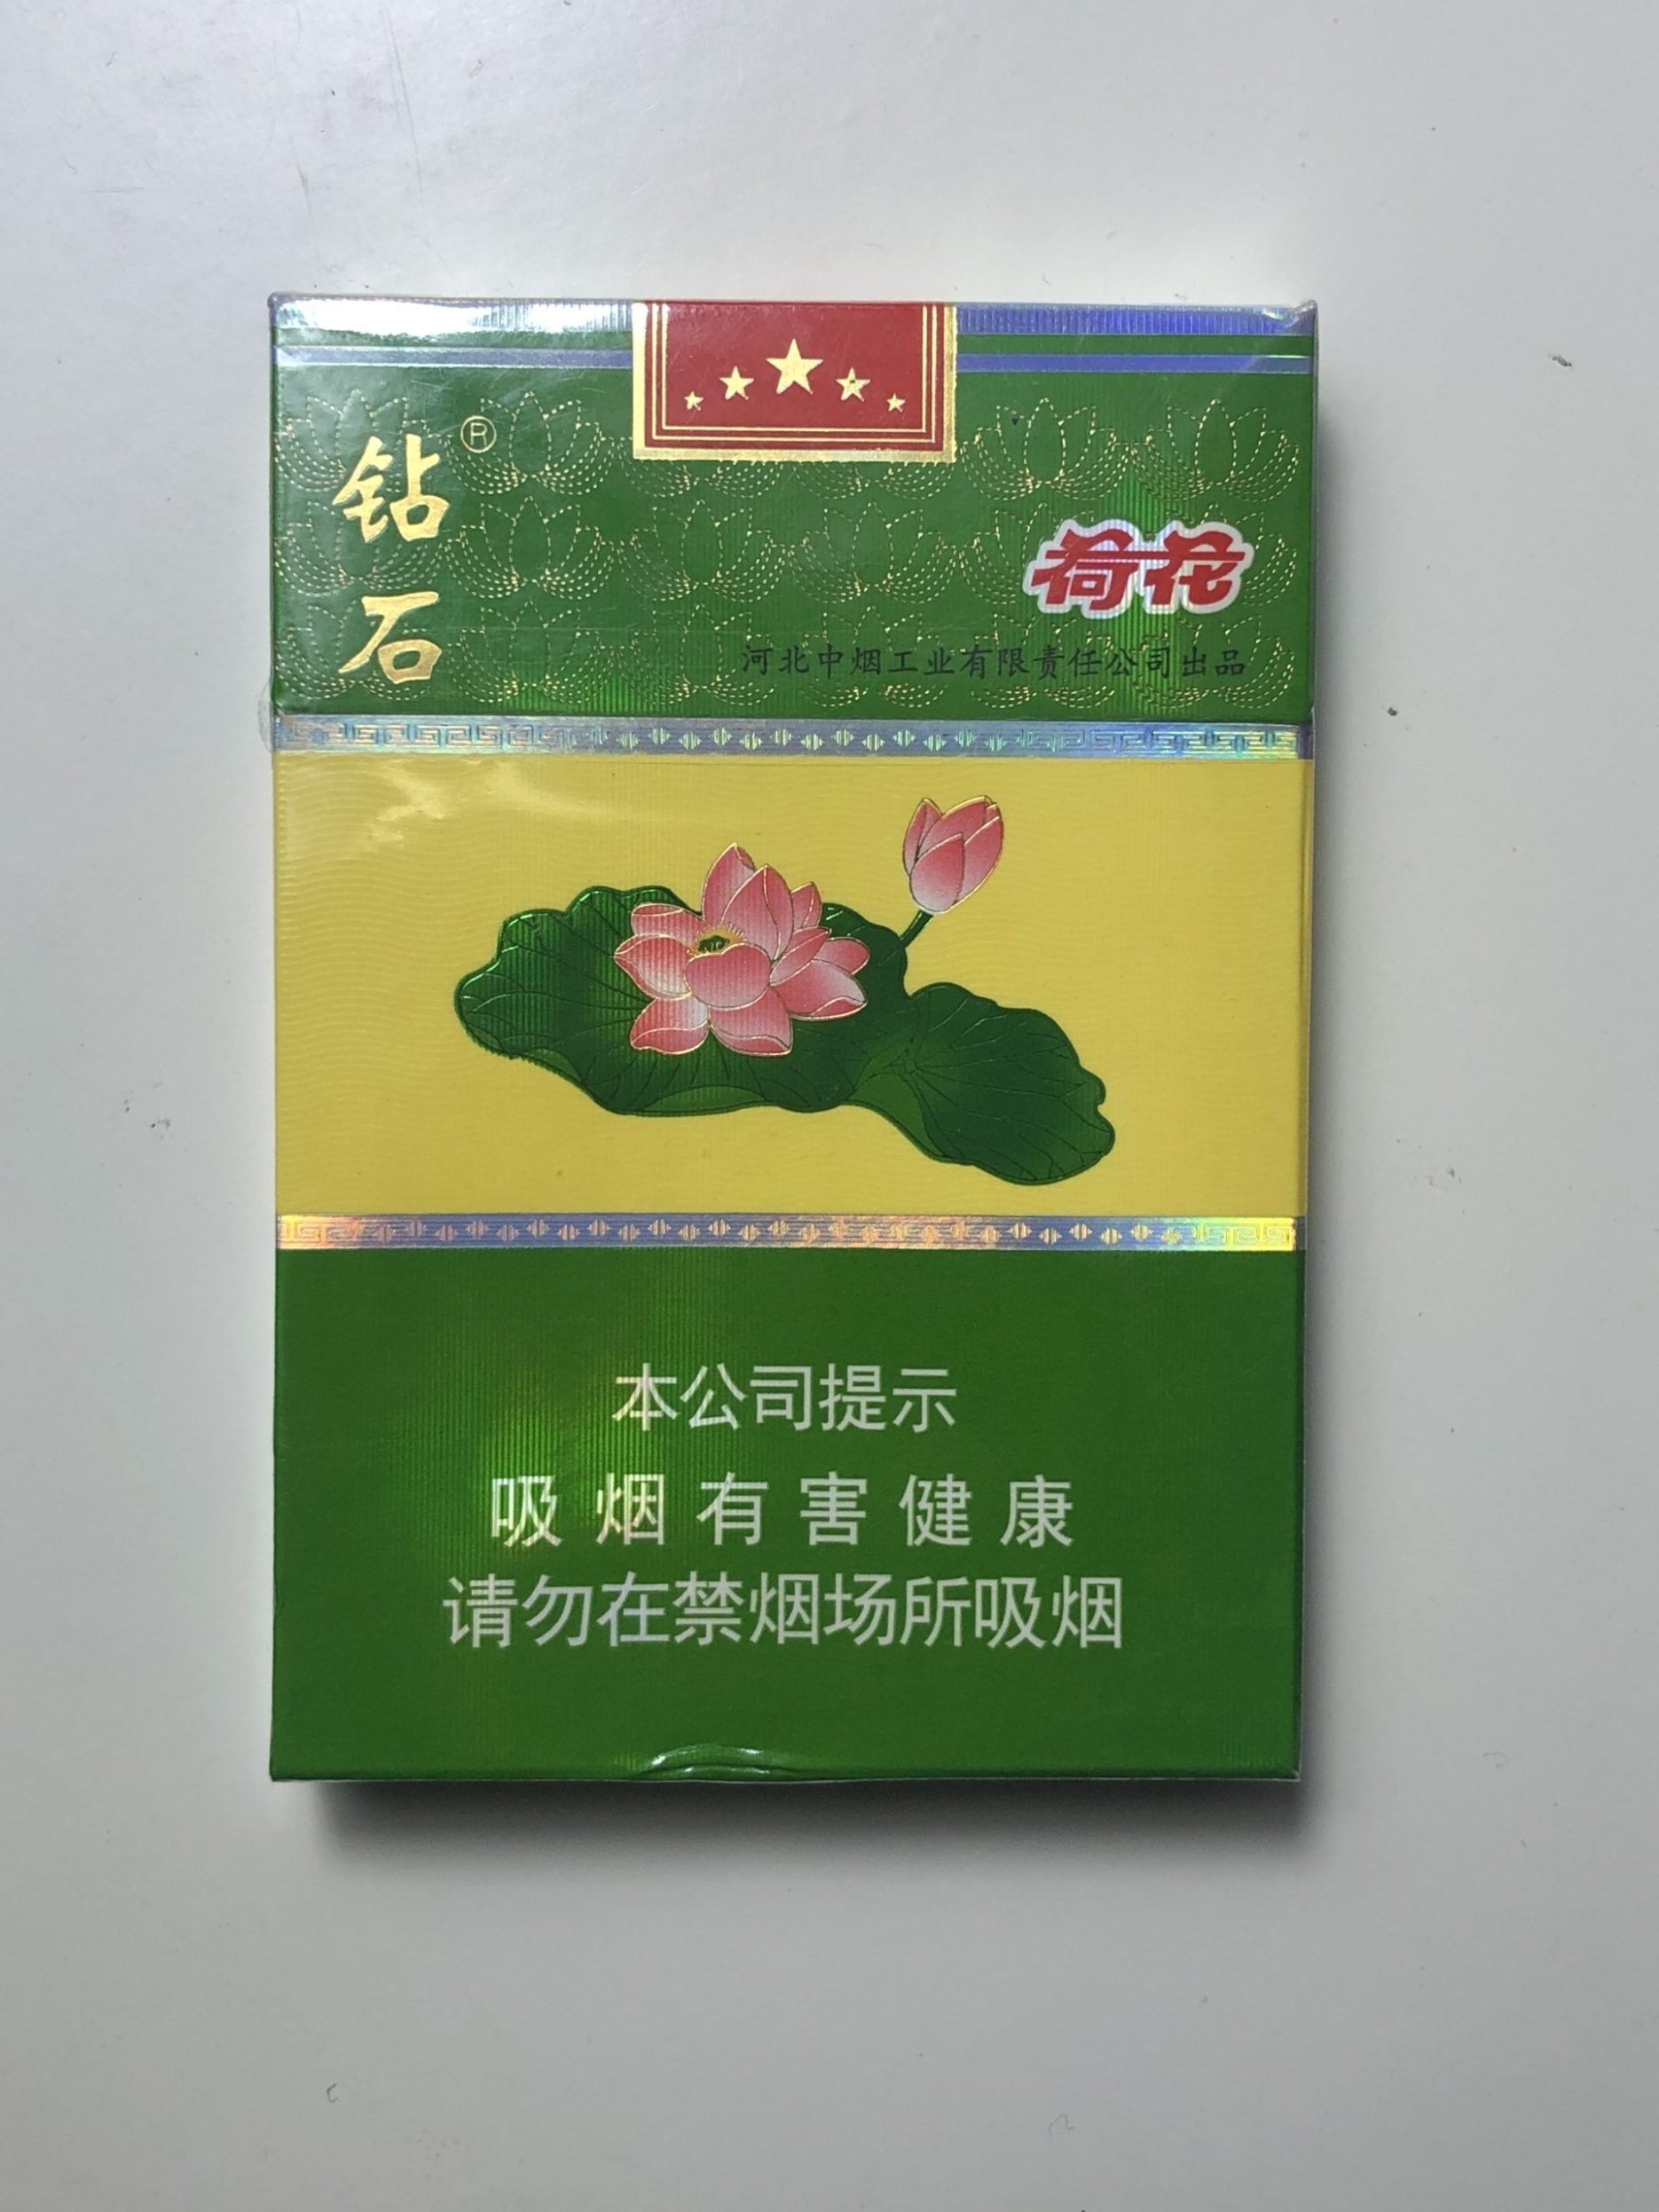 钻石®
荷花
河北中烟工业有限责任公司出品
本公司提示
吸烟有害健康
请勿在禁烟场所吸烟